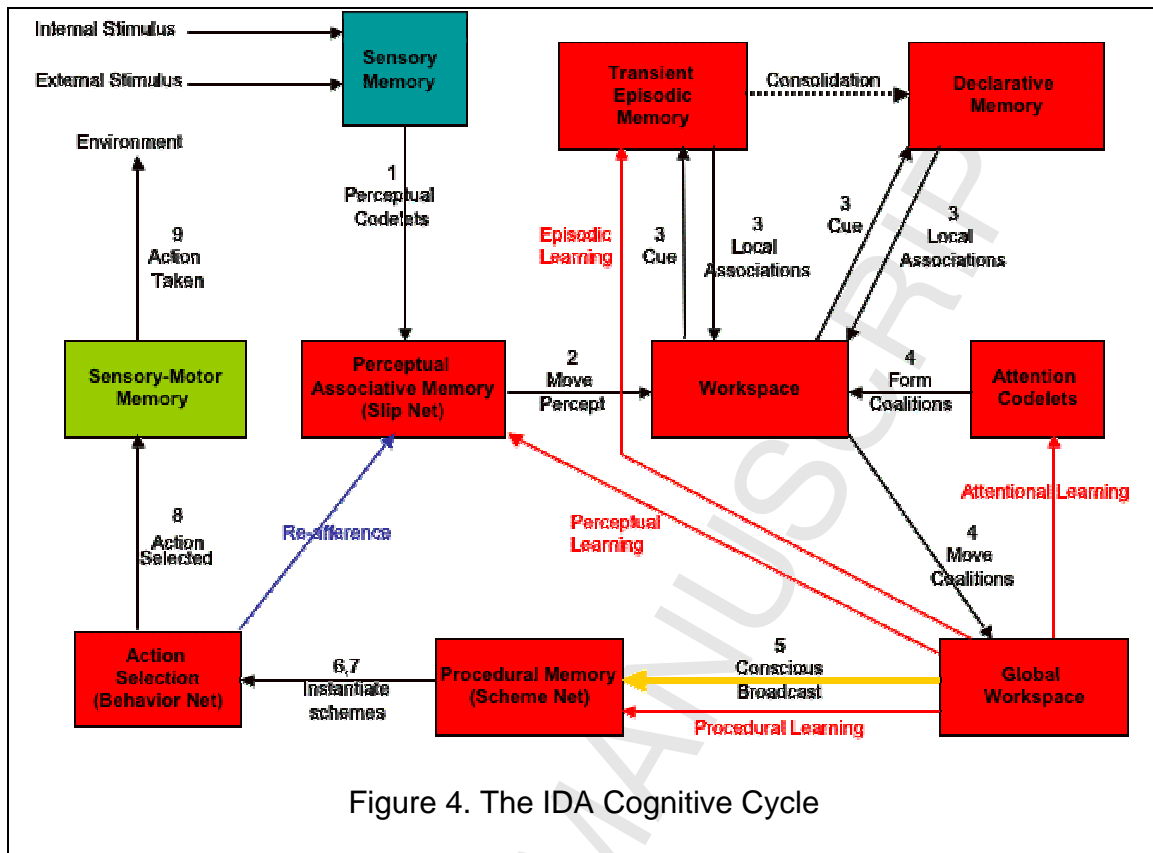 Internal Stimulus
External Stimulus
Sensory
Memory
Transient
Episodic
Memory
Consolidation
Declarative
Memory
Environment
1
Perceptual
Codelets
9
Action
Taken
Episodic
Learning
3
Cue
3
Local
Associations
3
Cue
3
Local
Associations
Sensory-Motor
Memory
Perceptual
Associative Memory
(Slip Net)
2
Move
Percept
Workspace
4
Form
Coalitions
Attention
Codelets
8
Action
Selected
Re-afference
Perceptual
Learning
Attentional Learning
4
Move
Coalitions
Action
Selection
(Behavior Net)
6,7
Instantiate
schemes
Procedural Memory
(Scheme Net)
5
Conscious
Broadcast
Procedural Learning
Global
Workspace
MANUSCRIP
Figure 4. The IDA Cognitive Cycle